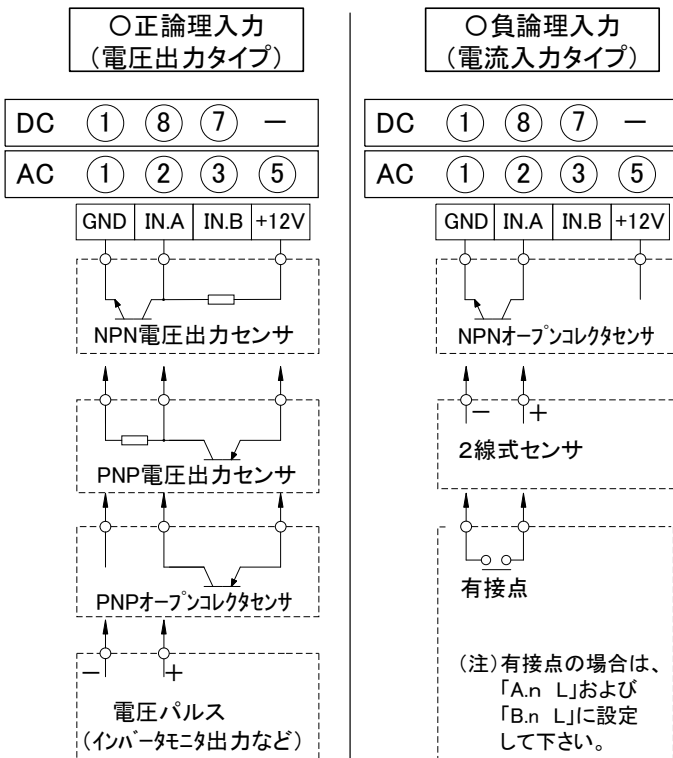 ○正論理入力
（電圧出力タイプ）
DC ① ⑧ ⑦ －
AC ① ② ③ ⑤
GND IN.A IN.B +12V
NPN電圧出力センサ
PNP電圧出力センサ
PNPオープンコレクタセンサ
－ ＋
電圧パルス
（インバータモニタ出力など）
○負論理入力
（電流入力タイプ）
DC ① ⑧ ⑦ －
AC ① ② ③ ⑤
GND IN.A IN.B +12V
NPNオープンコレクタセンサ
－ ＋
２線式センサ
有接点
（注）有接点の場合は、
「A.n L」および
「B.n L」に設定
して下さい。